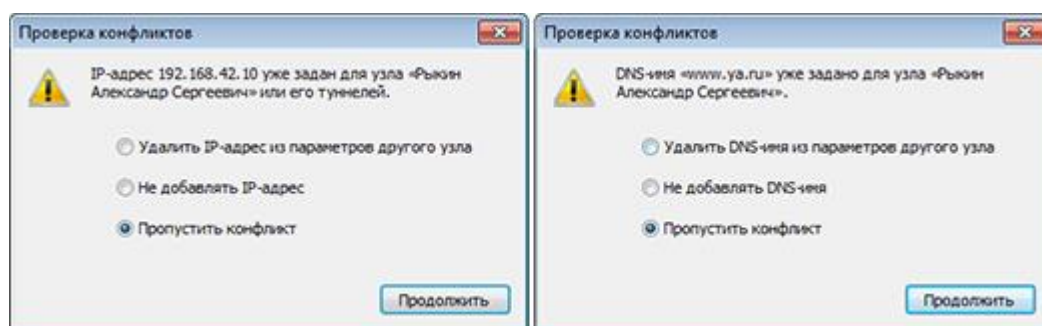 Проверка конфликтов
IP-адрес 192.168.42.10 уже задан для узла «Рыкин
Александр Сергеевич» или его туннелей.
Удалить IP-адрес из параметров другого узла
Не добавлять IP-адрес
Пропустить конфликт
Продолжить
Проверка конфликтов
DNS-имя «www.ya.ru» уже задано для узла «Рыкин
Александр Сергеевич».
Удалить DNS-имя из параметров другого узла
Не добавлять DNS-имя
Пропустить конфликт
Продолжить